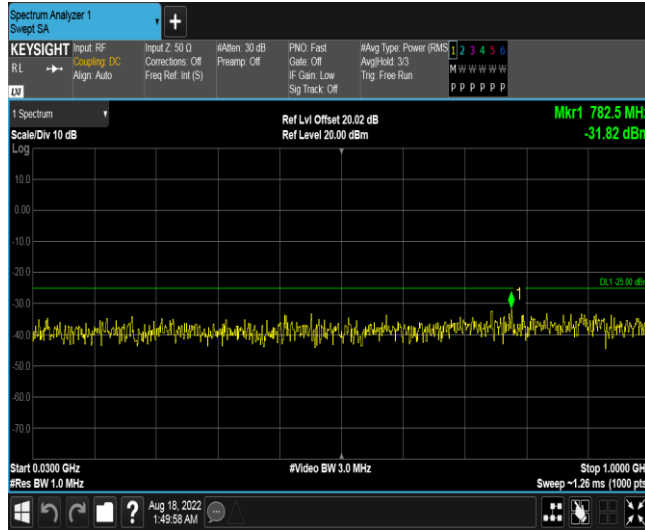 Spectrum Analyzer 1
Swept SA
+
KEYSIGHT
RL
LXI
Input: RF
Coupling: DC
Align: Auto
Input Z: 50 Ω
Corrections: Off
Freq Ref: Int (S)
#Atten: 30 dB
Preamp: Off
PNO: Fast
Gate: Off
IF Gain: Low
Sig Track: Off
#Avg Type: Power (RMS
Avg|Hold: 3/3
Trig: Free Run
1 2 3 4 5 6
M W W W W W
P P P P P P
1 Spectrum
Scale/Div 10 dB
Log
Ref Lvl Offset 20.02 dB
Ref Level 20.00 dBm
Mkr1 782.5 MH
-31.82 dBm
10.0
0.00
-10.0
-20.0
DL1 -25.00 dBm
1
-30.0
-40.0
-50.0
-60.0
-70.0
Start 0.0300 GHz
#Res BW 1.0 MHz
#Video BW 3.0 MHz
Stop 1.0000 GH
Sweep ~1.26 ms (1000 pts
?
Aug 18, 2022
1:49:58 AM